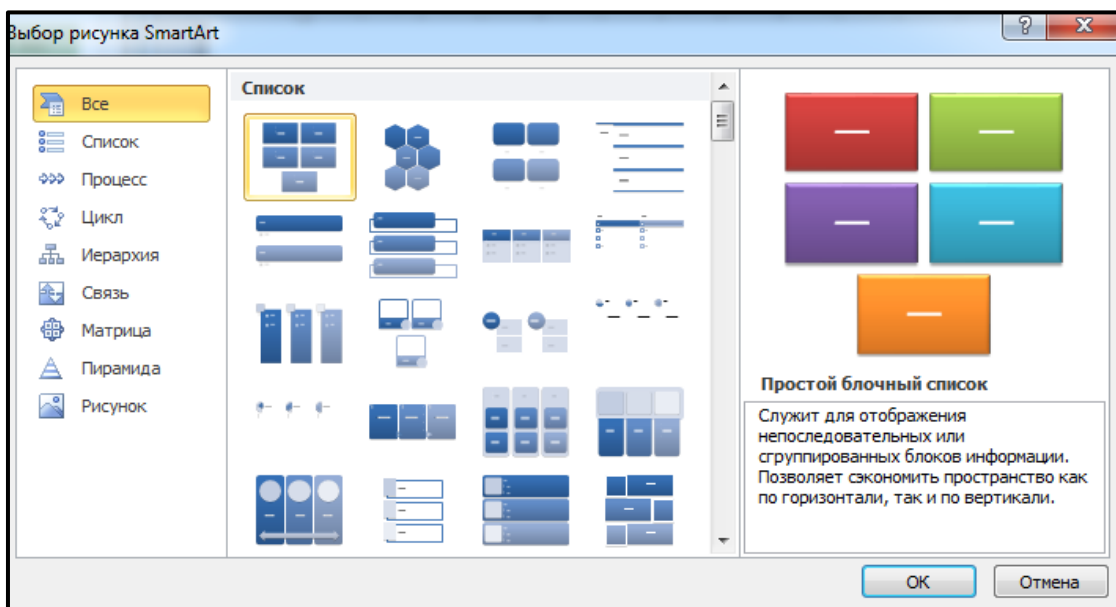 Выбор рисунка SmartArt
Все
Список
Процесс
Цикл
Иерархия
Связь
Матрица
Пирамида
Рисунок
Список
Простой блочный список
Служит для отображения
непоследовательных или
сгруппированных блоков информации.
Позволяет сэкономить пространство как
по горизонтали, так и по вертикали.
ОК
Отмена